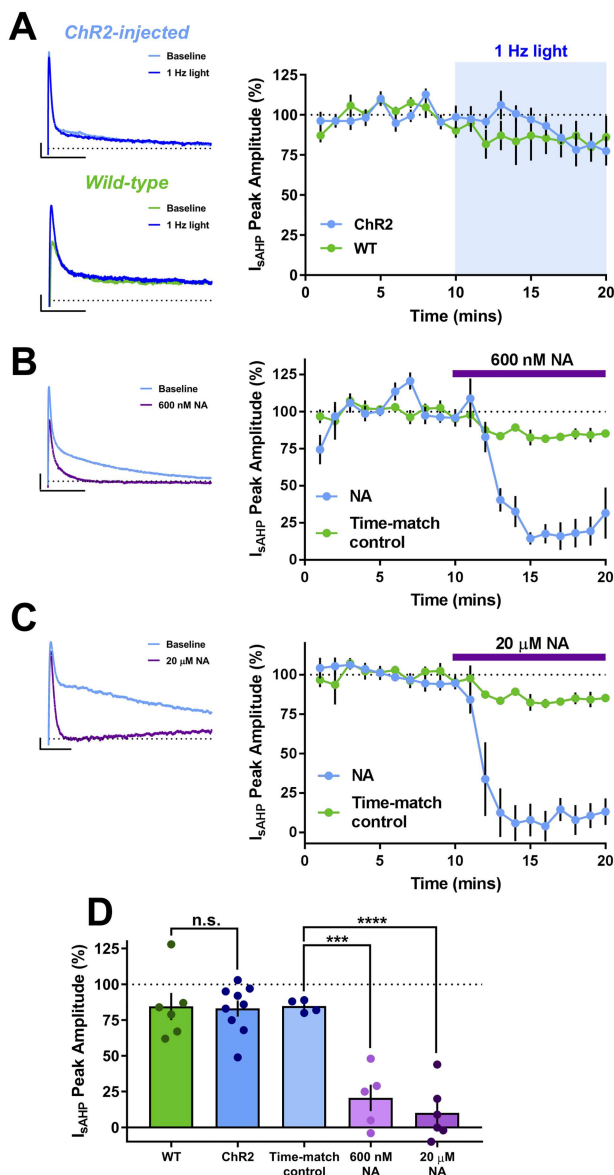 A
ChR2-injected
Baseline
1 Hz light
Wild-type
Baseline
1 Hz light
1 Hz light
I_sAHP Peak Amplitude (%)
125
100
75
50
25
0
ChR2
WT
0 5 10 15 20
Time (mins)
B
Baseline
600 nM NA
600 nM NA
I_sAHP Peak Amplitude (%)
125
100
75
50
25
0
NA
Time-match
control
0 5 10 15 20
Time (mins)
C
Baseline
20 μM NA
20 μM NA
I_sAHP Peak Amplitude (%)
100
75
50
25
0
NA
Time-match
control
0 5 10 15 20
Time (mins)
D
n.s.
****
***
I_sAHP Peak Amplitude (%)
125
100
75
50
25
0
WT ChR2 Time-match control 600 nM NA 20 μM NA